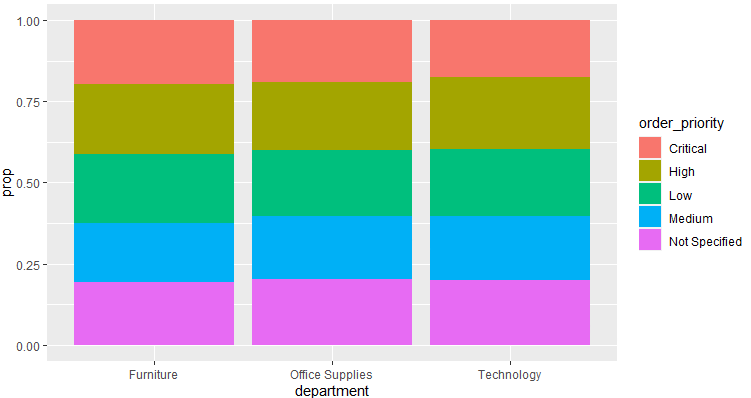 1.00
0.75
0.50
0.25
0.00
prop
Furniture
Office Supplies
Technology
department
order_priority
Critical
High
Low
Medium
Not Specified